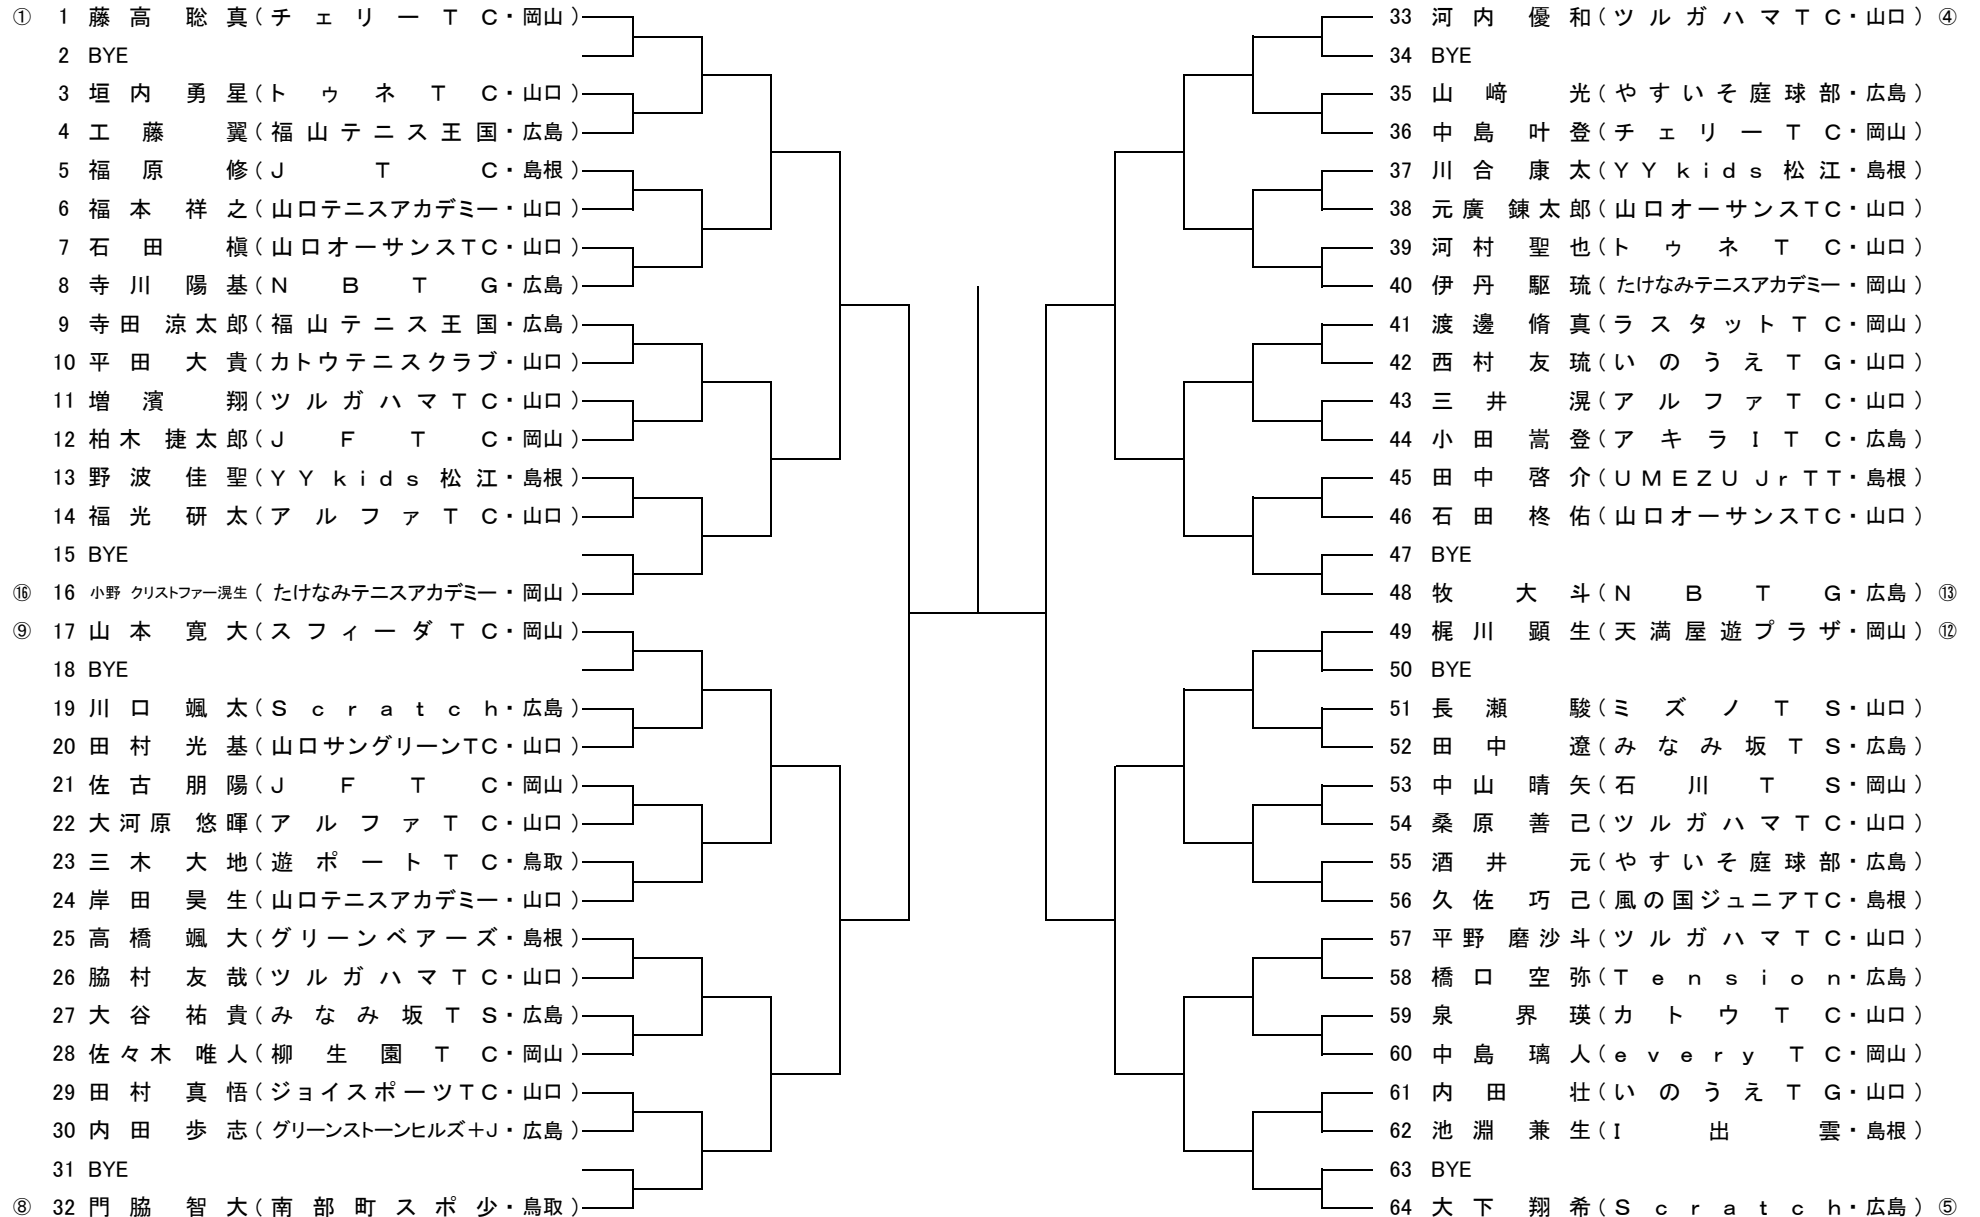 ① 1 藤高 聡真(チェリーTC・岡山)
2 BYE
3 垣内 勇星(トゥネTC・山口)
4 工藤 翼(福山テニス王国・広島)
5 福原 修(JTC・島根)
6 福本 祥之(山口テニスアカデミー・山口)
7 石田 槇(山口オーサンスTC・山口)
8 寺川 陽基(NBTG・広島)
9 寺田 涼太郎(福山テニス王国・広島)
10 平田 大貴(カトウテニスクラブ・山口)
11 増濱 翔(ツルガハマTC・山口)
12 柏木 捷太郎(JFTC・岡山)
13 野波 佳聖(YYkids松江・島根)
14 福光 研太(アルファTC・山口)
15 BYE
⑯ 16 小野 クリストファー滉生(たけなみテニスアカデミー・岡山)
⑨ 17 山本 寛大(スフィーダTC・岡山)
18 BYE
19 川口 颯太(Scratch・広島)
20 田村 光基(山口サングリーンTC・山口)
21 佐古 朋陽(JFTC・岡山)
22 大河原 悠暉(アルファTC・山口)
23 三木 大地(遊ポートTC・鳥取)
24 岸田 昊生(山口テニスアカデミー・山口)
25 高橋 颯大(グリーンベアーズ・島根)
26 脇村 友哉(ツルガハマTC・山口)
27 大谷 祐貴(みなみ坂TS・広島)
28 佐々木 唯人(柳生園TC・岡山)
29 田村 真悟(ジョイスポーツTC・山口)
30 内田 歩志(グリーンストーンヒルズ+J・広島)
31 BYE
⑧ 32 門脇 智大(南部町スポ少・鳥取)
33 河内 優和(ツルガハマTC・山口) ④
34 BYE
35 山﨑 光(やすいそ庭球部・広島)
36 中島 叶登(チェリーTC・岡山)
37 川合 康太(YYkids松江・島根)
38 元廣 錬太郎(山口オーサンスTC・山口)
39 河村 聖也(トゥネTC・山口)
40 伊丹 駆琉(たけなみテニスアカデミー・岡山)
41 渡邊 脩真(ラスタットTC・岡山)
42 西村 友琉(いのうえTG・山口)
43 三井 滉(アルファTC・山口)
44 小田 嵩登(アキラITC・広島)
45 田中 啓介(UMEZU Jr TT・島根)
46 石田 柊佑(山口オーサンスTC・山口)
47 BYE
48 牧 大斗(NBTG・広島) ⑬
49 梶川 顕生(天満屋遊プラザ・岡山) ⑫
50 BYE
51 長瀬 駿(ミズノTS・山口)
52 田中 遼(みなみ坂TS・広島)
53 中山 晴矢(石川TS・岡山)
54 桑原 善己(ツルガハマTC・山口)
55 酒井 元(やすいそ庭球部・広島)
56 久佐 巧己(風の国ジュニアTC・島根)
57 平野 磨沙斗(ツルガハマTC・山口)
58 橋口 空弥(Tension・広島)
59 泉 界瑛(カトウTC・山口)
60 中島 璃人(every TC・岡山)
61 内田 壮(いのうえTG・山口)
62 池淵 兼生(I出雲・島根)
63 BYE
64 大下 翔希(Scratch・広島) ⑤